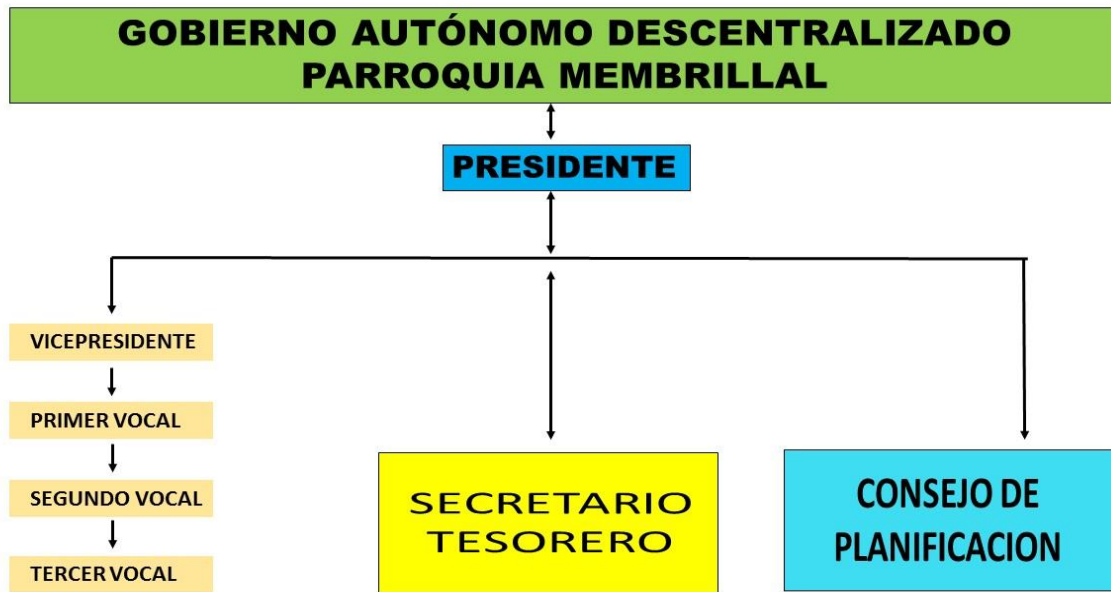 GOBIERNO AUTÓNOMO DESCENTRALIZADO
PARROQUIA MEMBRILLAL
PRESIDENTE
VICEPRESIDENTE
PRIMER VOCAL
SEGUNDO VOCAL
TERCER VOCAL
SECRETARIO
TESORERO
CONSEJO DE
PLANIFICACION